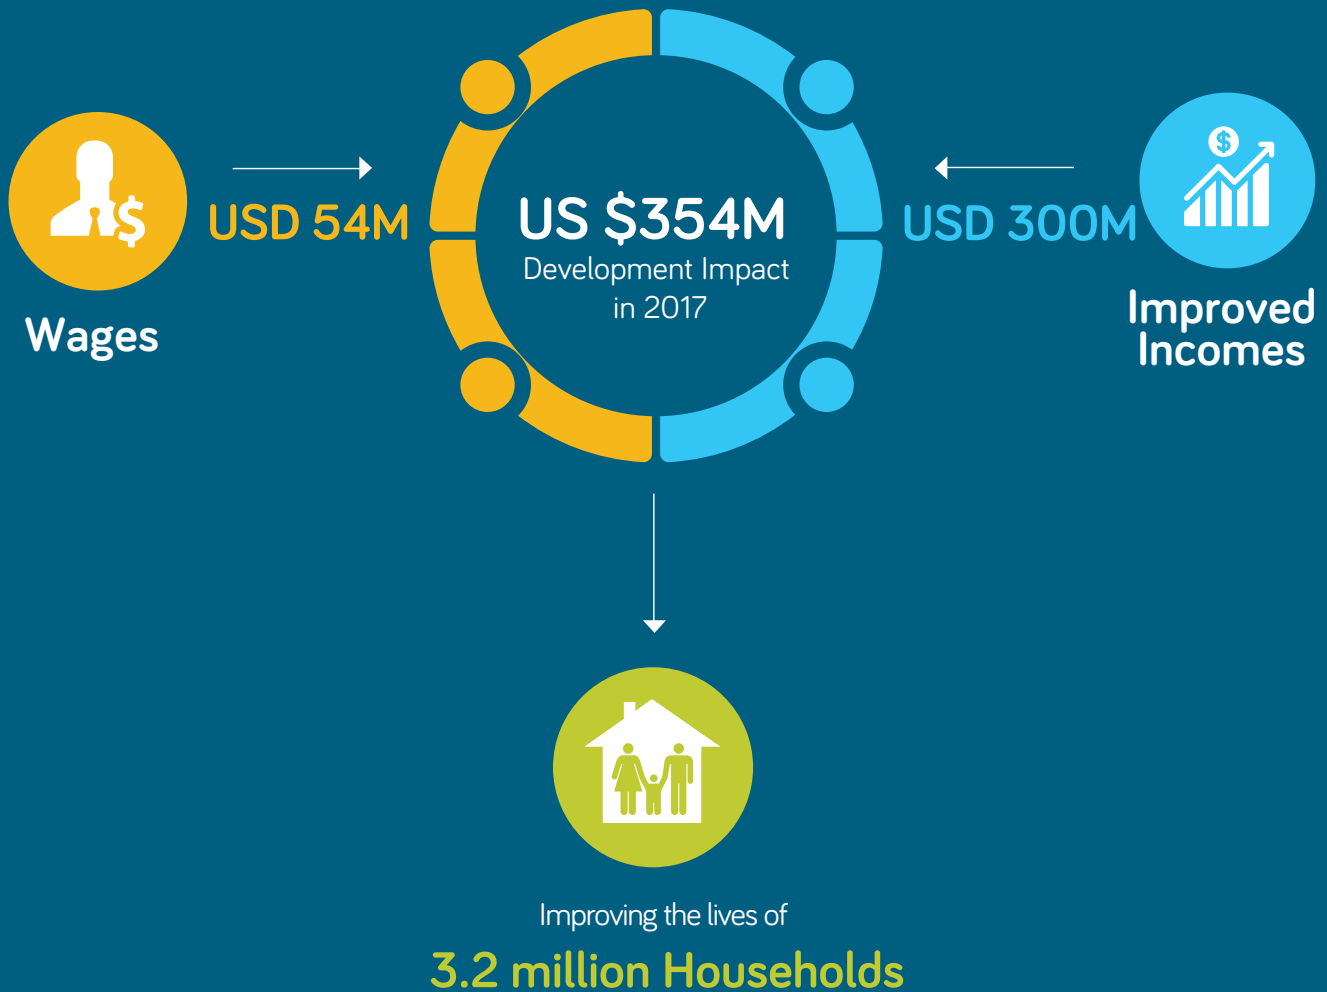 USD 54M
Wages
US $354M
Development Impact
in 2017
$
USD 300M
$
Improved
Incomes
Improving the lives of
3.2 million Households